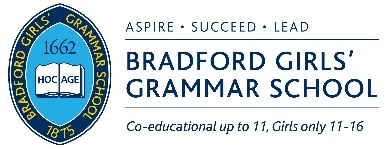 BRADFORD GIRLS' GRAMMAR SCHOOL
1662
HOC AGE
1875
ASPIRE • SUCCEED • LEAD
BRADFORD GIRLS'
GRAMMAR SCHOOL
Co-educational up to 11, Girls only 11-16